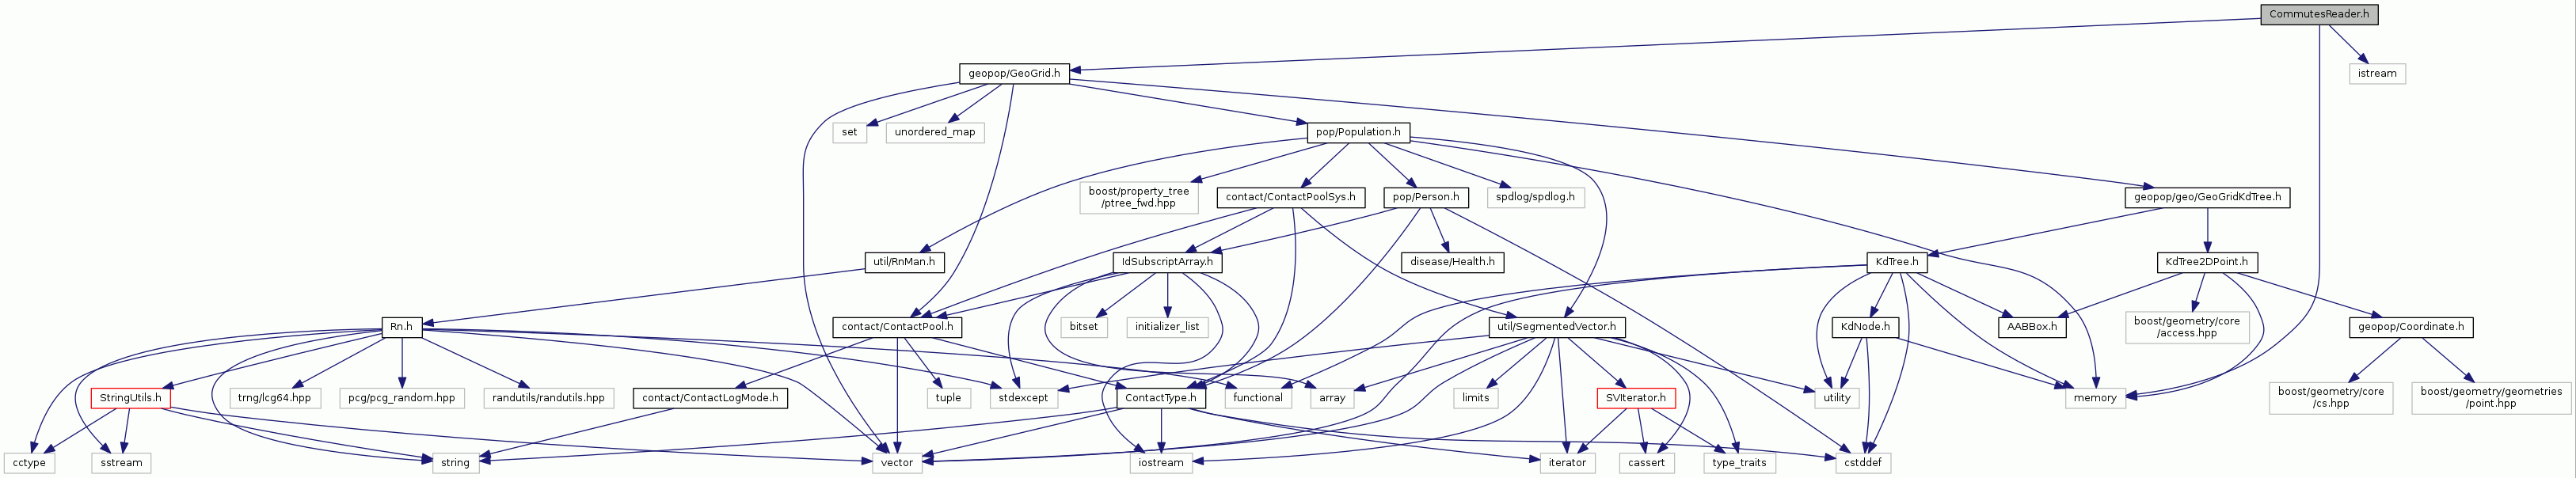 CommutesReader.h
geopop/GeoGrid.h
istream
set
unordered_map
pop/Population.h
boost/property_tree
/ptree_fwd.hpp
contact/ContactPoolSys.h
pop/Person.h
spdlog/spdlog.h
geopop/geo/GeoGridKdTree.h
util/RnMan.h
IdSubscriptArray.h
disease/Health.h
KdTree.h
KdTree2DPoint.h
Rn.h
contact/ContactPool.h
bitset
initializer_list
util/SegmentedVector.h
KdNode.h
AABBox.h
boost/geometry/core
/access.hpp
geopop/Coordinate.h
StringUtils.h
trng/lcg64.hpp
pcg/pcg_random.hpp
randutils/randutils.hpp
contact/ContactLogMode.h
tuple
stdexcept
ContactType.h
functional
array
limits
SVIterator.h
utility
memory
boost/geometry/core
/cs.hpp
boost/geometry/geometries
/point.hpp
cctype
sstream
string
vector
iostream
iterator
cassert
type_traits
cstddef